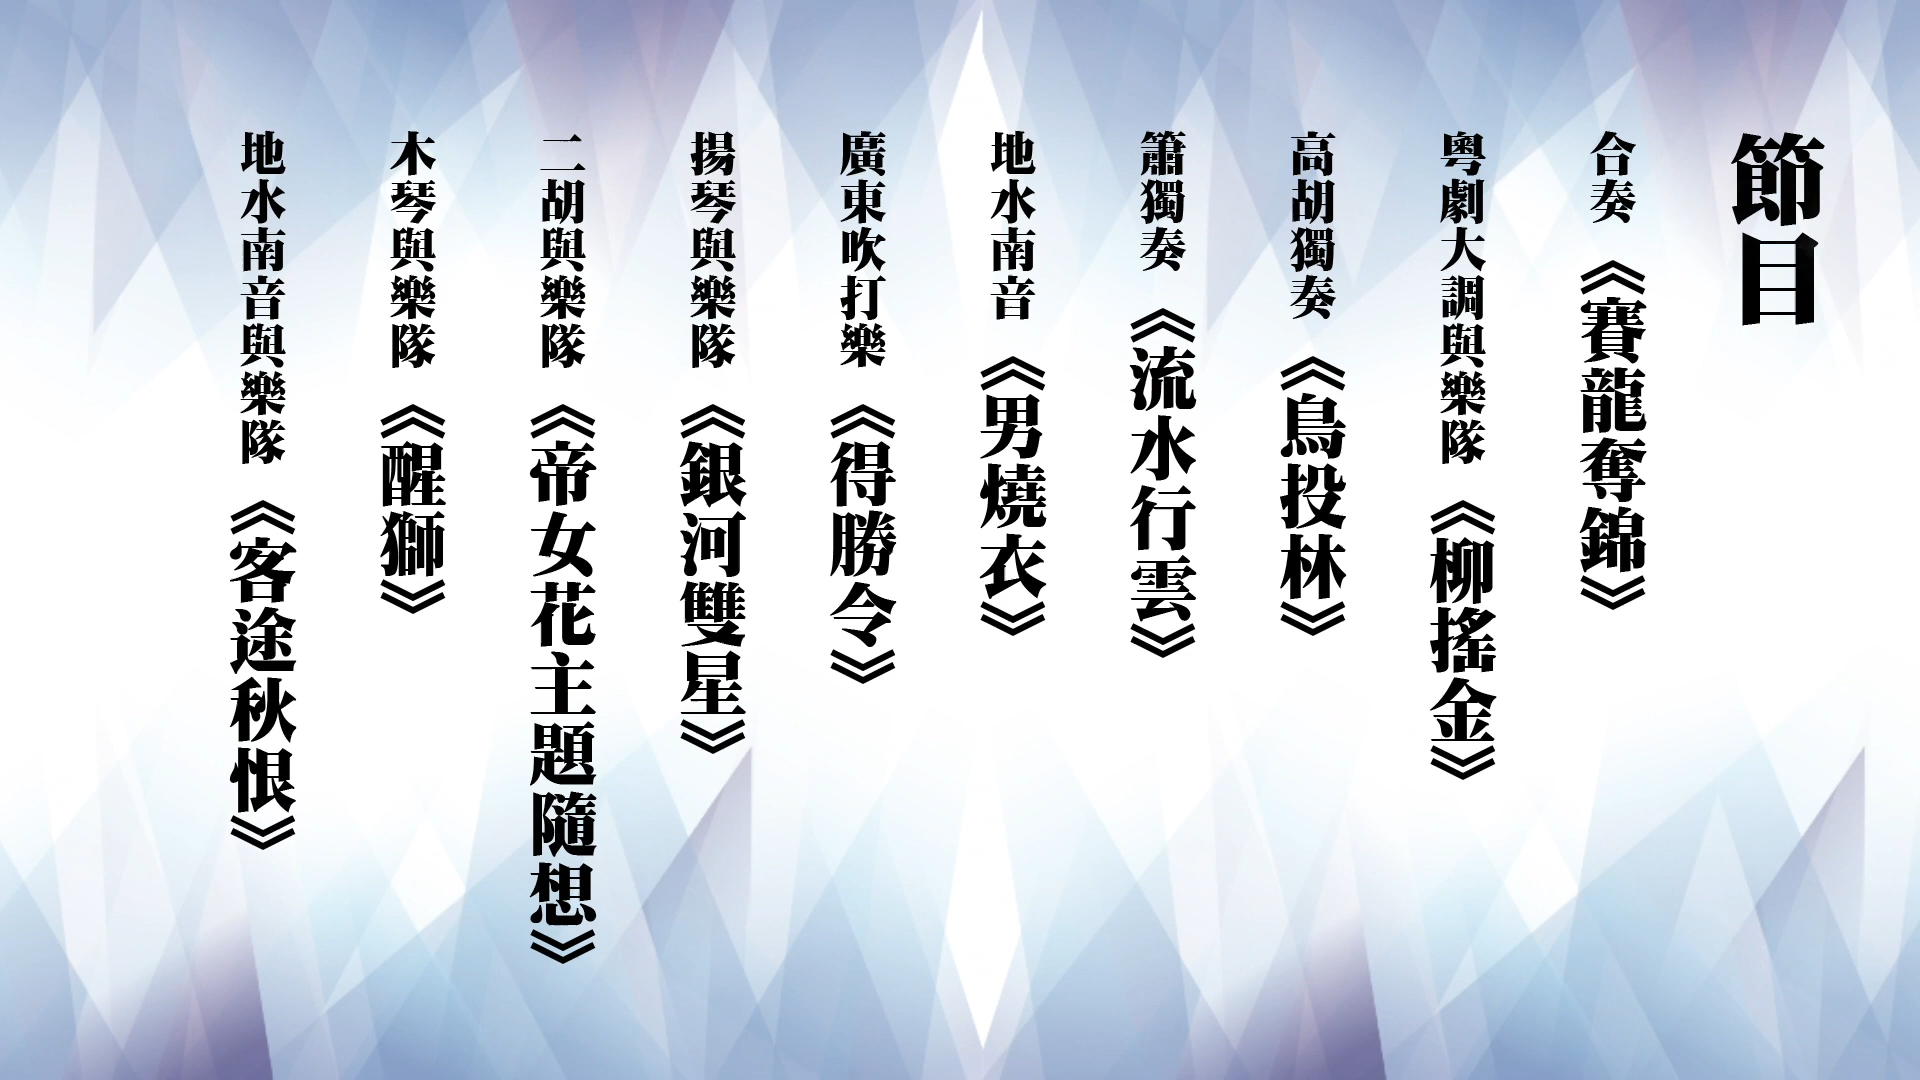 節目
合奏《賽龍奪錦》
粵劇大調與樂隊《柳搖金》
高胡獨奏《鳥投林》
簫獨奏《流水行雲》
地水南音《男燒衣》
廣東吹打樂《得勝令》
揚琴與樂隊《銀河雙星》
二胡與樂隊《帝女花主題隨想》
木琴與樂隊《醒獅》
地水南音與樂隊《客途秋恨》